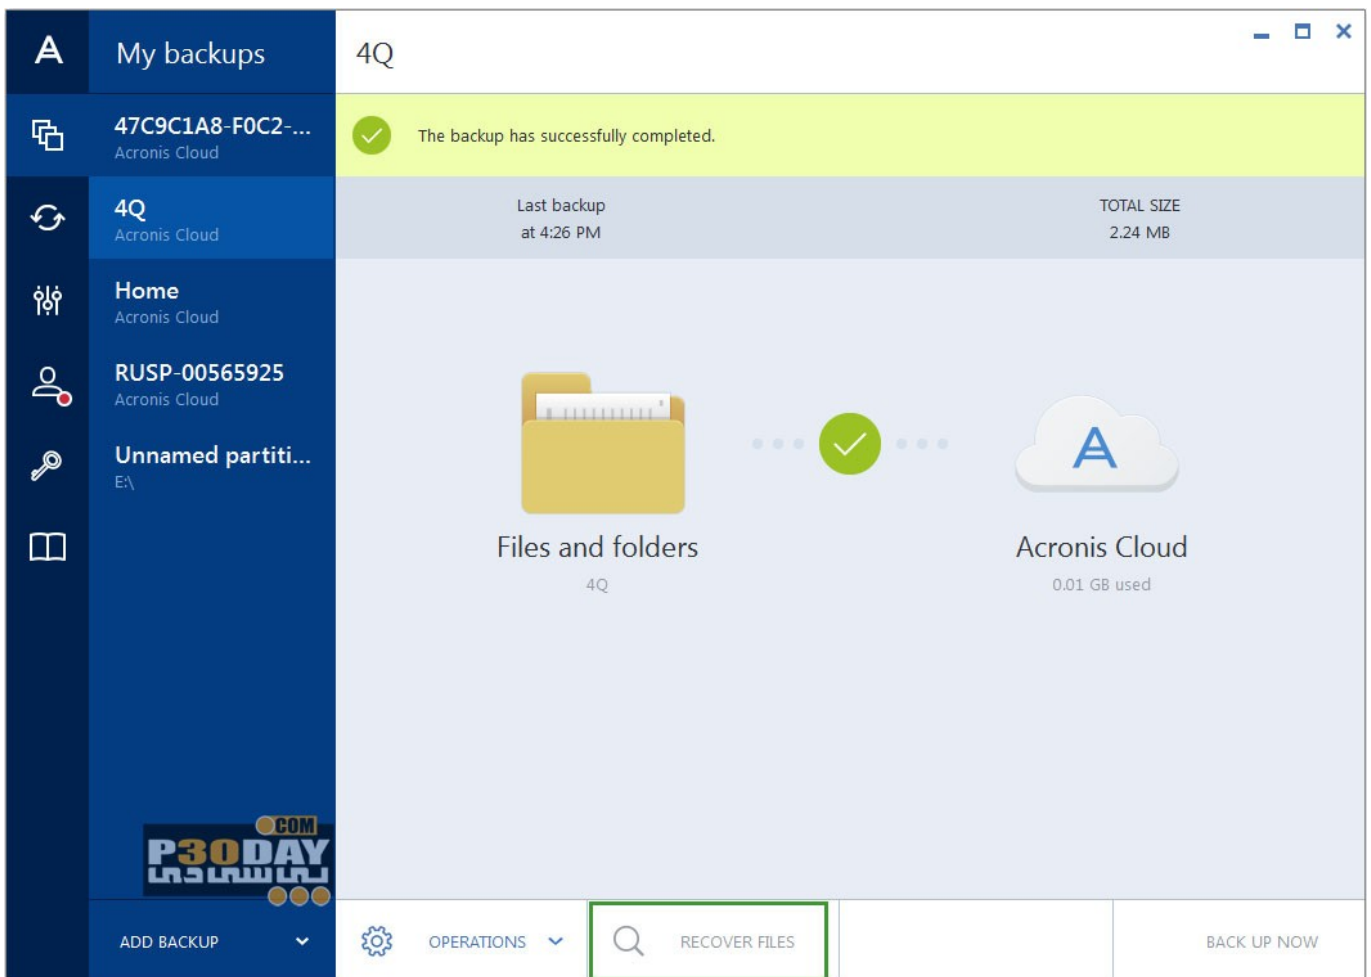 My backups
4Q
47C9C1A8-F0C2-...
Acronis Cloud
4Q
Acronis Cloud
Home
Acronis Cloud
RUSP-00565925
Acronis Cloud
Unnamed partiti...
E:\
ADD BACKUP
The backup has successfully completed.
Last backup
at 4:26 PM
TOTAL SIZE
2.24 MB
Files and folders
4Q
Acronis Cloud
0.01 GB used
OPERATIONS
RECOVER FILES
BACK UP NOW
.COM
P30DAY